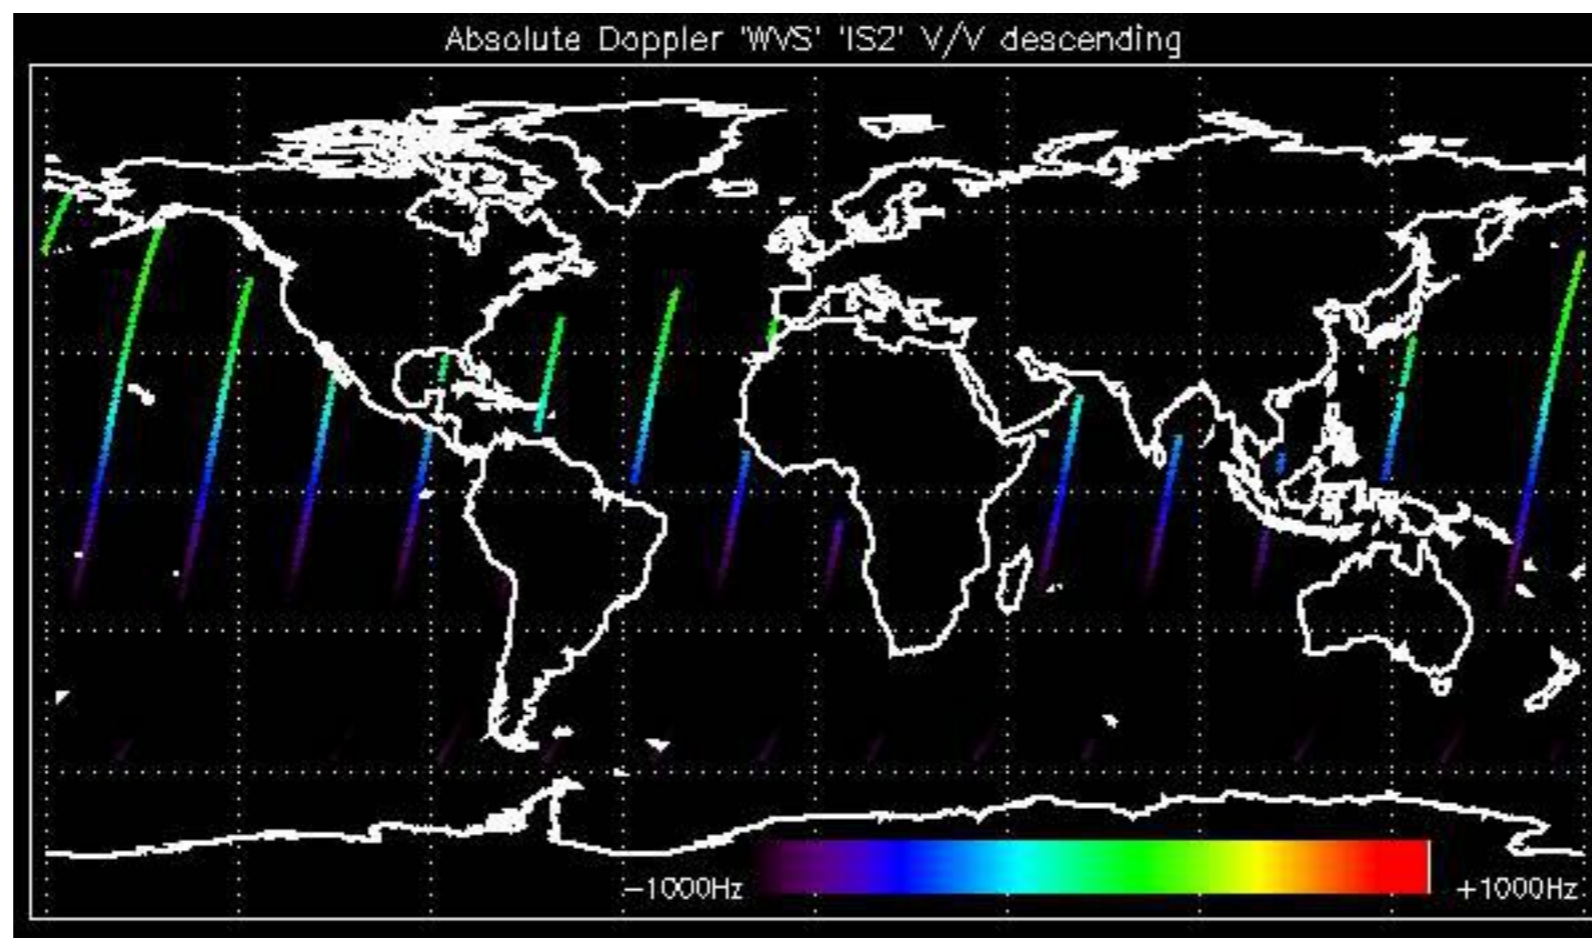 Absolute Doppler 'WVS' 'IS2' V/V descending
−1000Hz +1000Hz